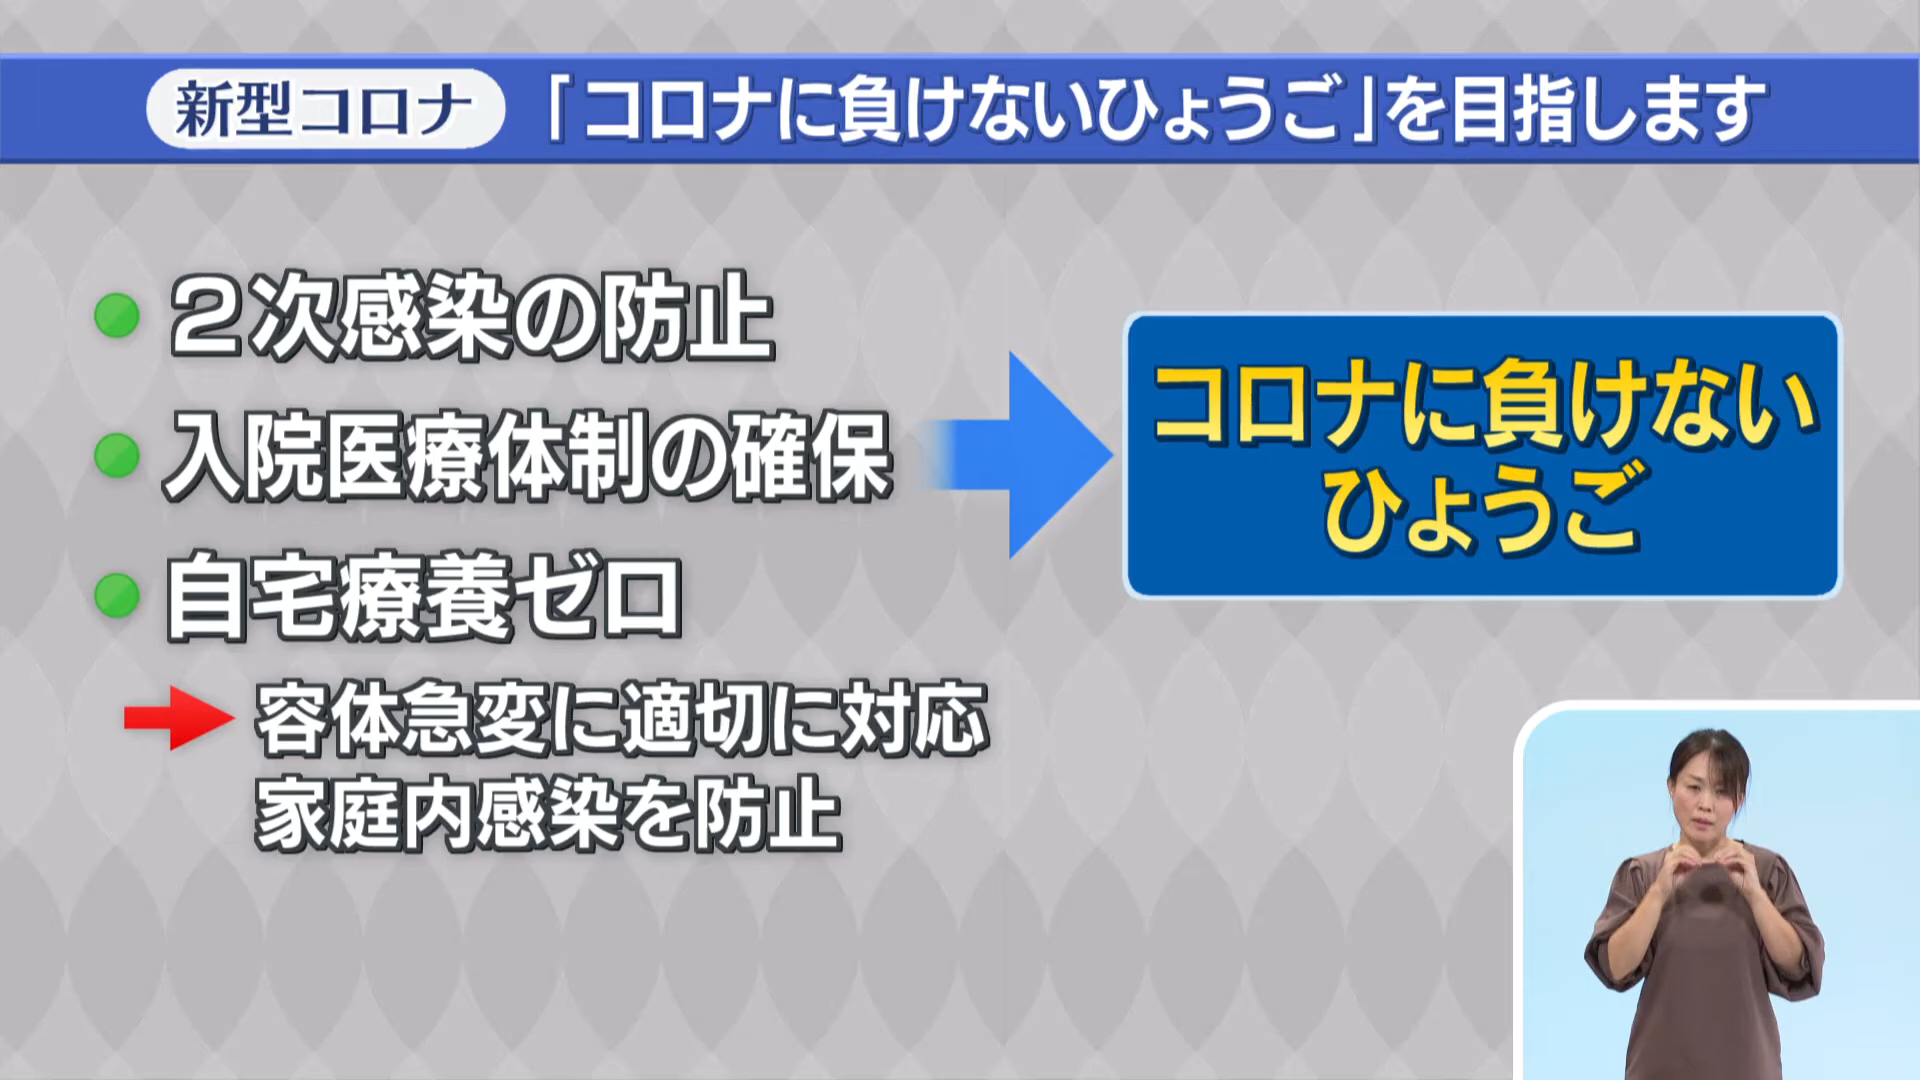 新型コロナ 「コロナに負けないひょうご」を目指します
２次感染の防止
入院医療体制の確保
自宅療養ゼロ
容体急変に適切に対応
家庭内感染を防止
コロナに負けない
ひょうご